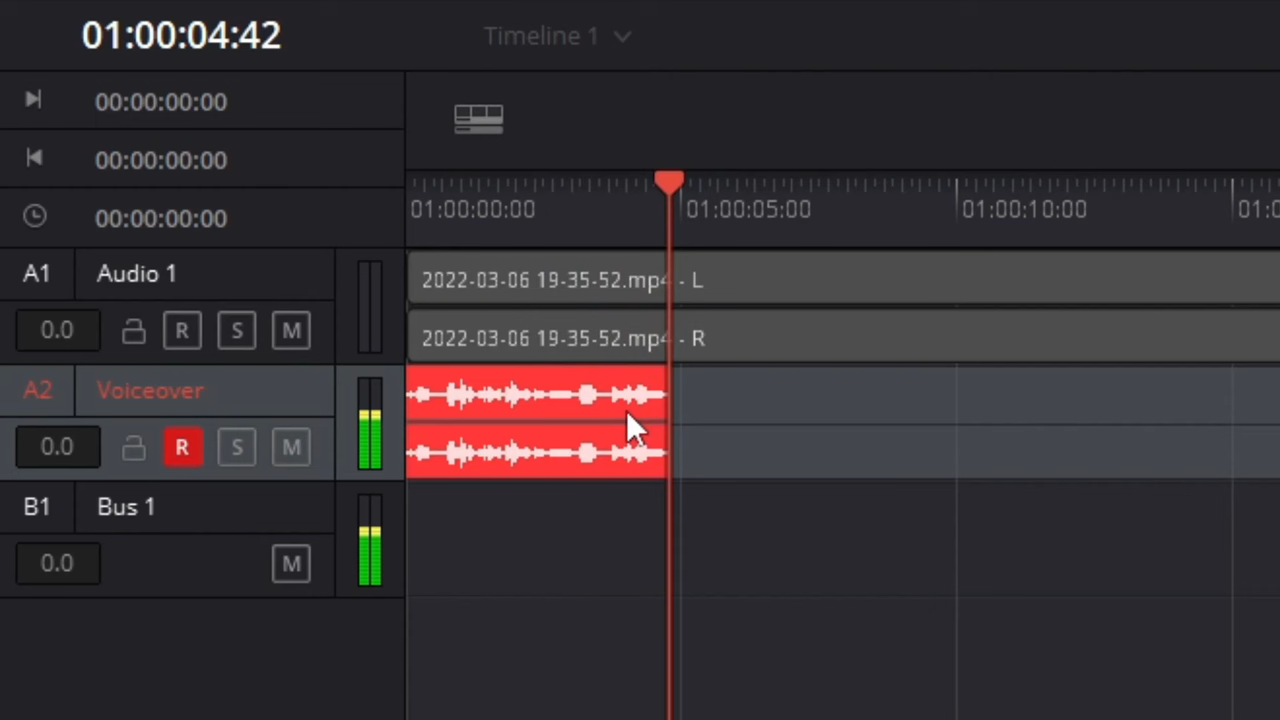 01:00:04:42
Timeline 1
00:00:00:00
00:00:00:00
00:00:00:00
01:00:00:00 01:00:05:00 01:00:10:00 01:0
A1 Audio 1
0.0 R S M
2022-03-06 19-35-52.mp4 - L
2022-03-06 19-35-52.mp4 - R
A2 Voiceover
0.0 R S M
B1 Bus 1
0.0 M